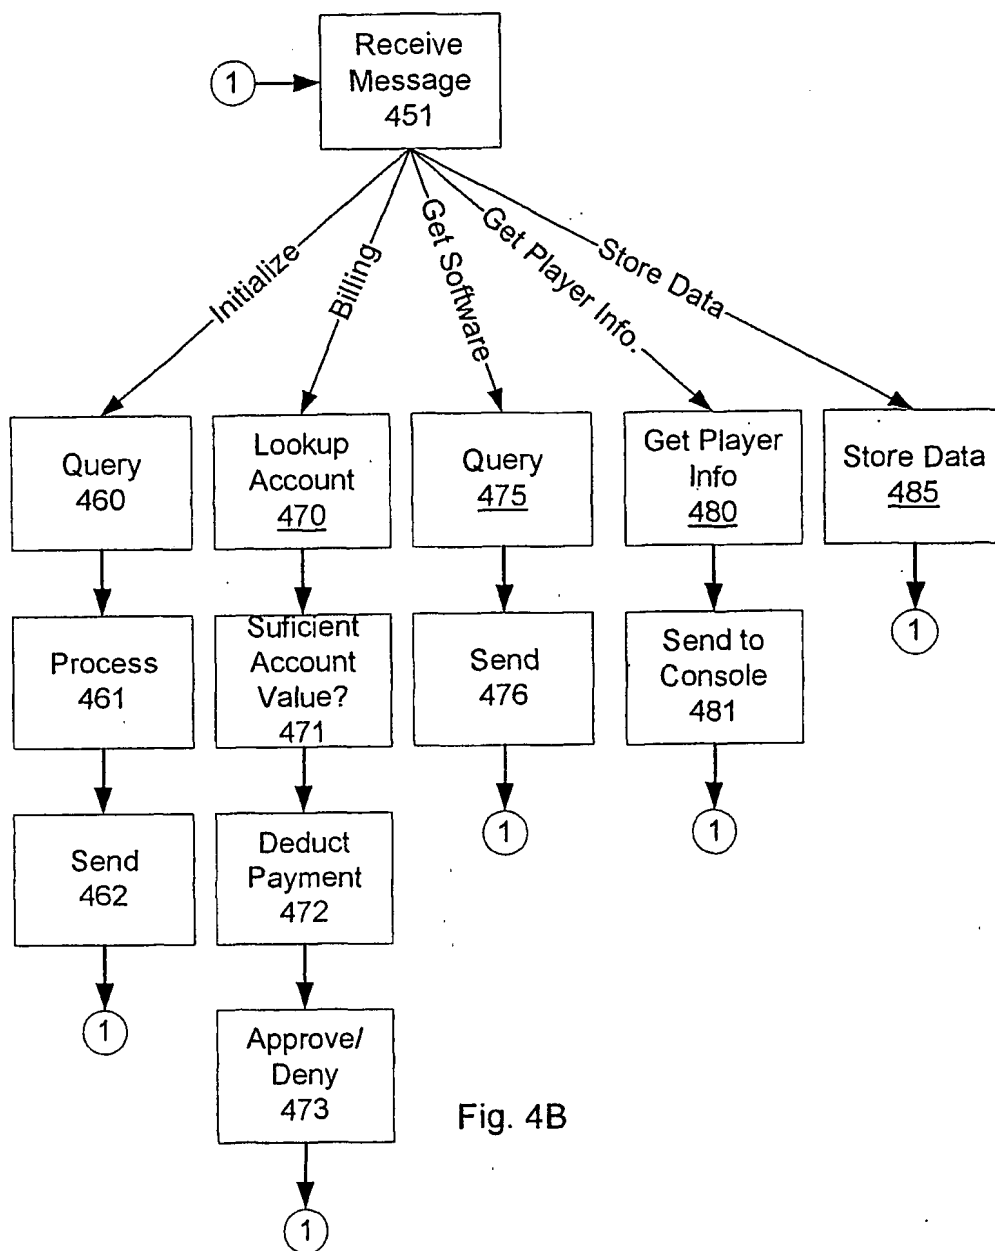 1
Receive
Message
451
Initialize
Billing
Get Software
Get Player Info.
Store Data
Query
460
Lookup
Account
470
Query
475
Get Player
Info
480
Store Data
485
Process
461
Suficient
Account
Value?
471
Send
476
Send to
Console
481
1
Send
462
Deduct
Payment
472
1
1
1
Approve/
Deny
473
Fig. 4B
1